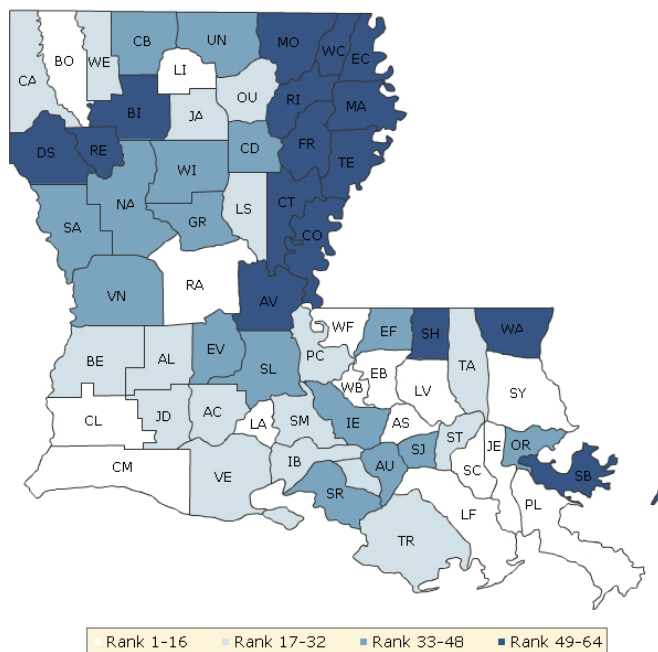 CB UN MO WC EC
BO WE LI
CA OU RI MA
BI JA
DS RE CD FR TE
WI
NA LS CT
SA GR CO
RA
VN AV
WF EF SH WA
EV PC TA
BE AL SL EB
WB LV SY
CL JD AC LA SM IE AS ST JE OR
SJ
CM VE IB AU SC SB
SR PL
LF
TR
Rank 1-16 Rank 17-32 Rank 33-48 Rank 49-64